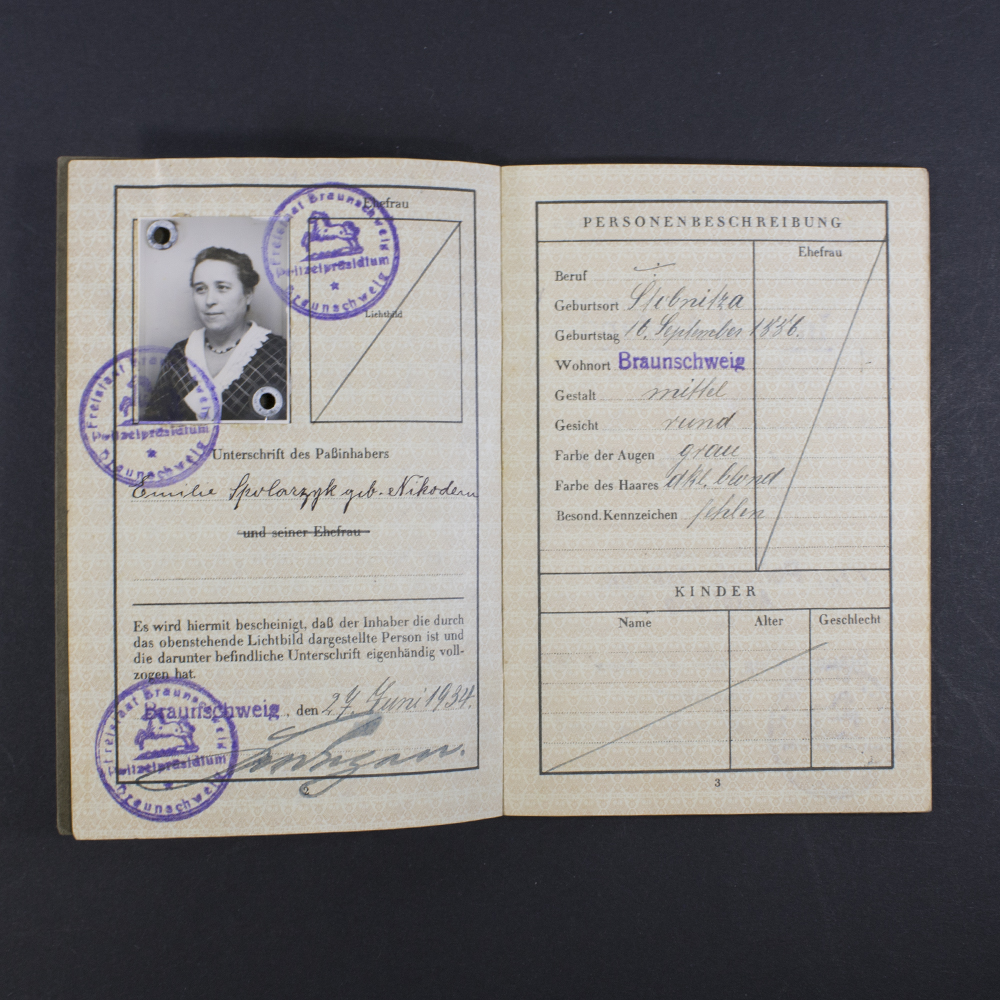 Ehefrau
Lichtbild
Freistaat Braunschweig
Polizeipräsidium
Braunschweig
Freistaat Braunschweig
Polizeipräsidium
Braunschweig
Unterschrift des Paßinhabers
Emilie Spolarzyk geb. Nikodem
und seiner Ehefrau
Es wird hiermit bescheinigt, daß der Inhaber die durch
das obenstehende Lichtbild dargestellte Person ist und
die darunter befindliche Unterschrift eigenhändig voll-
zogen hat.
Braunschweig, den 27. Juni 1934.
Freistaat Braunschweig
Polizeipräsidium
Braunschweig
2
PERSONENBESCHREIBUNG
Ehefrau
Beruf
Geburtsort
Geburtstag 16. September 1886.
Wohnort Braunschweig
Gestalt mittel
Gesicht rund
Farbe der Augen grau
Farbe des Haares dkl. blond
Besond. Kennzeichen fehlen
KINDER
Name Alter Geschlecht
3